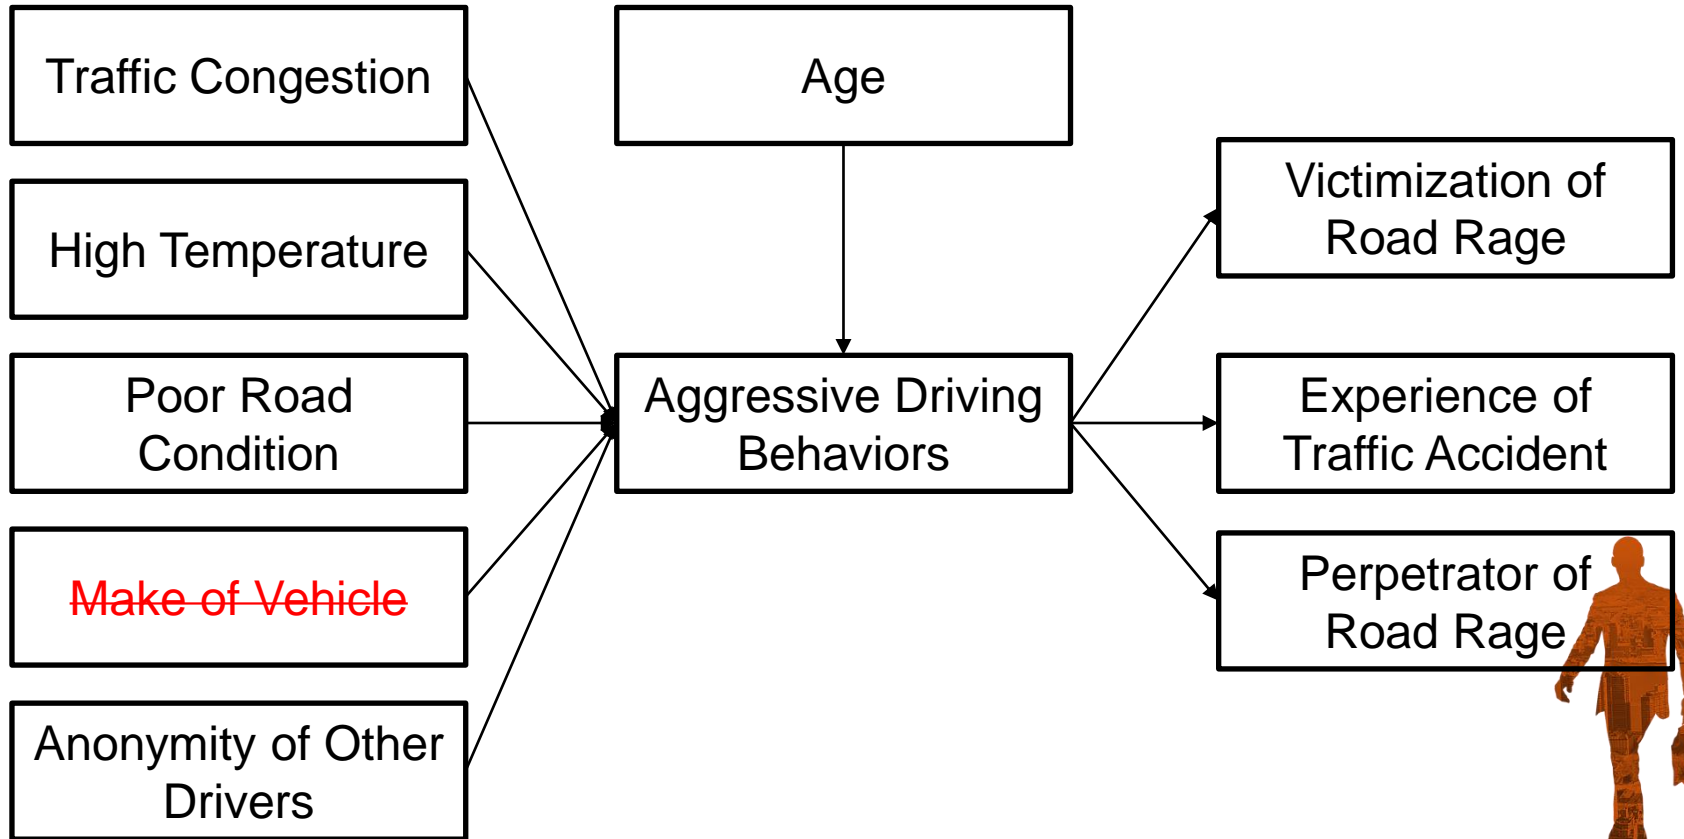 Traffic Congestion
Age
Victimization of
Road Rage
High Temperature
Poor Road
Condition
Aggressive Driving
Behaviors
Experience of
Traffic Accident
Make of Vehicle
Perpetrator of
Road Rage
Anonymity of Other
Drivers